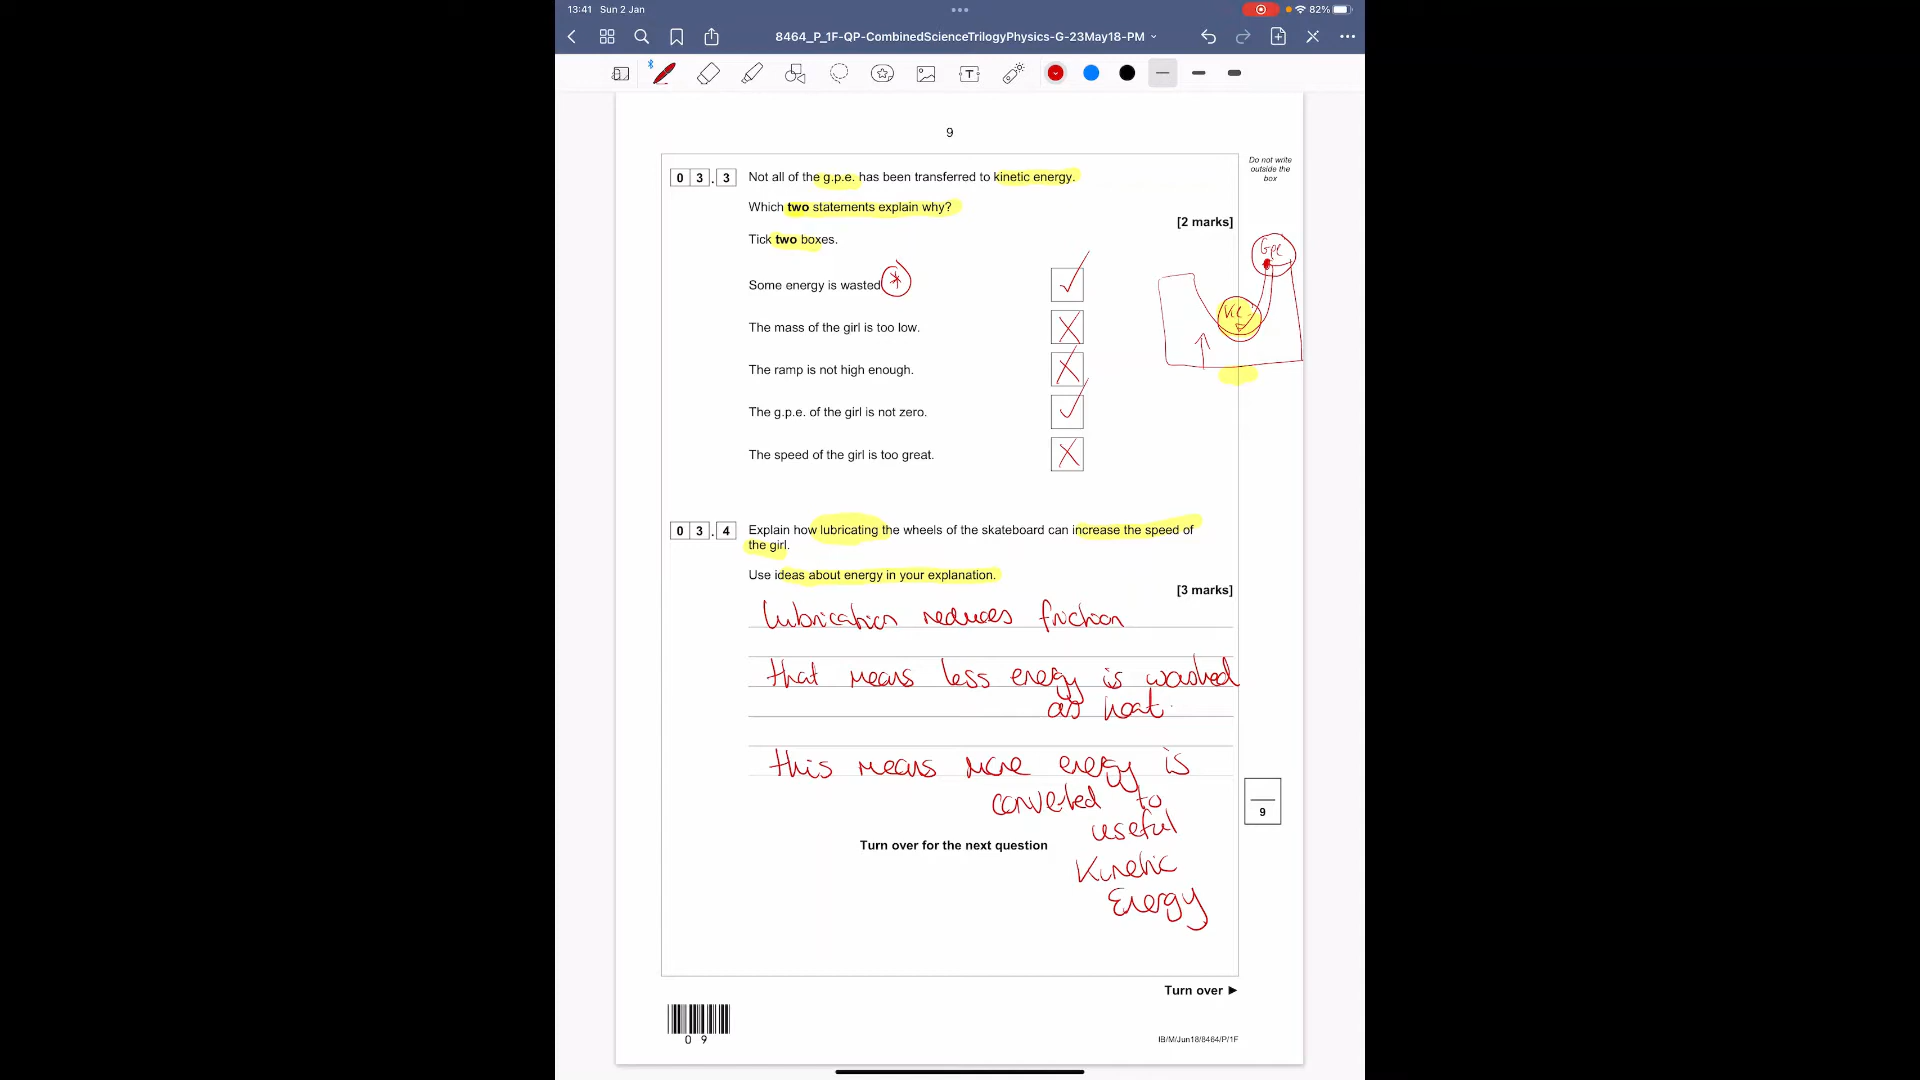 13:41 Sun 2 Jan
82%
8464_P_1F-QP-CombinedScienceTrilogyPhysics-G-23May18-PM
9
Do not write
outside the
box
0 3 . 3 Not all of the g.p.e. has been transferred to kinetic energy.
Which two statements explain why?
[2 marks]
Tick two boxes.
Gpe
Some energy is wasted
The mass of the girl is too low.
The ramp is not high enough.
The g.p.e. of the girl is not zero.
The speed of the girl is too great.
0 3 . 4 Explain how lubricating the wheels of the skateboard can increase the speed of
the girl.
Use ideas about energy in your explanation.
[3 marks]
lubrication reduces friction
that means less energy is wasted
as heat.
this means more energy is
converted to
useful
Kinetic
Energy
9
Turn over for the next question
Turn over ►
0 9
IB/M/Jun18/8464/P/1F